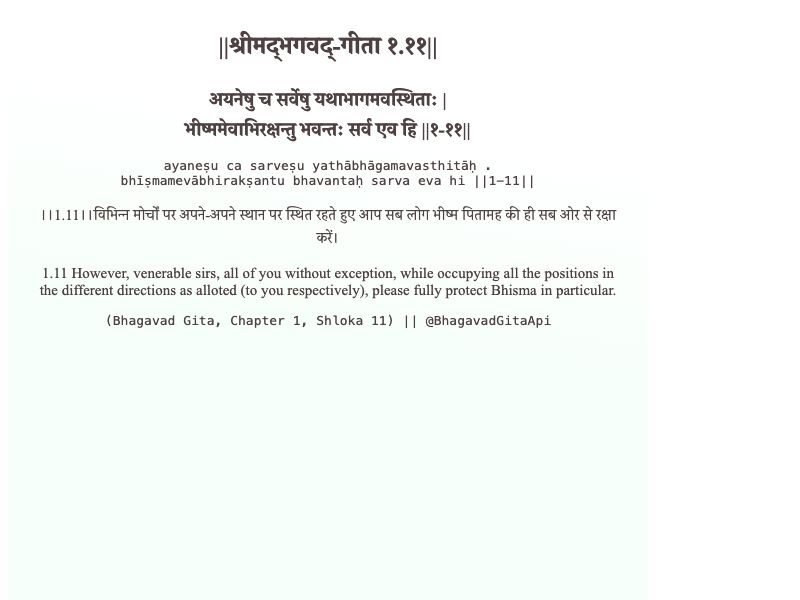 ||श्रीमद्‍भगवद्‍-गीता १.११||
अयनेषु च सर्वेषु यथाभागमवस्थिताः |
भीष्ममेवाभिरक्षन्तु भवन्तः सर्व एव हि ||१-११||
ayaneṣu ca sarveṣu yathābhāgamavasthitāḥ .
bhīṣmamevābhirakṣantu bhavantaḥ sarva eva hi ||1-11||
।।1.11।।विभिन्न मोर्चों पर अपने-अपने स्थान पर स्थित रहते हुए आप सब लोग भीष्म पितामह की ही सब ओर से रक्षा
करें।
1.11 However, venerable sirs, all of you without exception, while occupying all the positions in
the different directions as alloted (to you respectively), please fully protect Bhisma in particular.
(Bhagavad Gita, Chapter 1, Shloka 11) || @BhagavadGitaApi